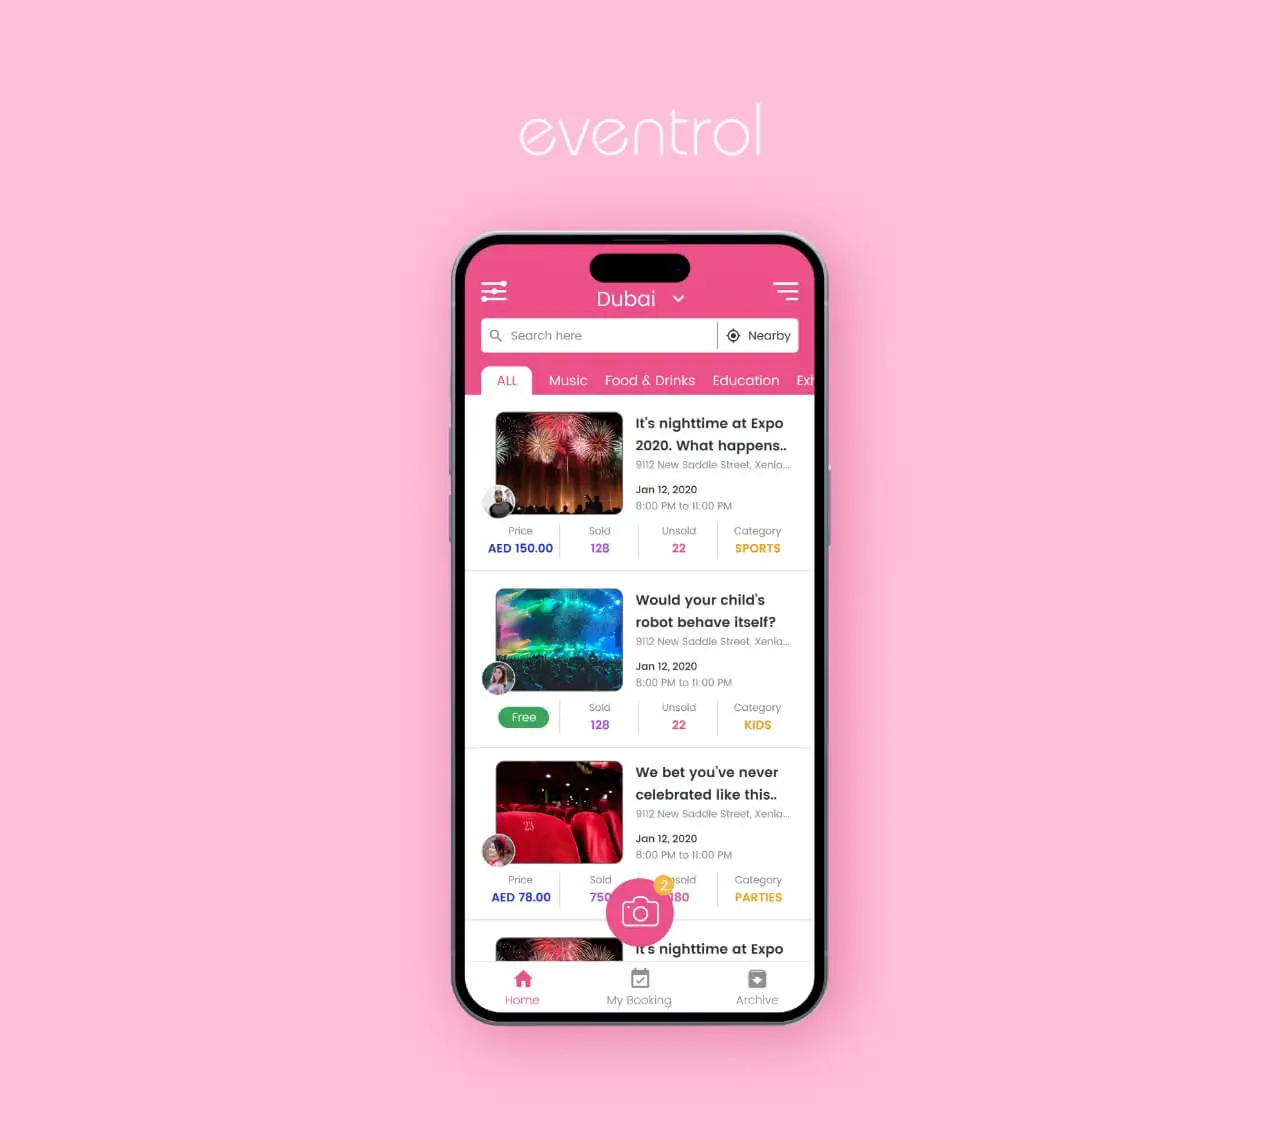 eventrol
Dubai
Search here
Nearby
ALL
Music
Food & Drinks
Education
Exh
It's nighttime at Expo
2020. What happens..
9112 New Saddle Street, Xenia...
Jan 12, 2020
8:00 PM to 11:00 PM
Price
Sold
Unsold
Category
AED 150.00
128
22
SPORTS
Would your child's
robot behave itself?
9112 New Saddle Street, Xenia...
Jan 12, 2020
8:00 PM to 11:00 PM
Free
Sold
Unsold
Category
128
22
KIDS
23
We bet you've never
celebrated like this..
9112 New Saddle Street, Xenia...
Jan 12, 2020
8:00 PM to 11:00 PM
Price
Sold
nsold
Category
AED 78.00
750
180
PARTIES
2
It's nighttime at Expo
Home
My Booking
Archive